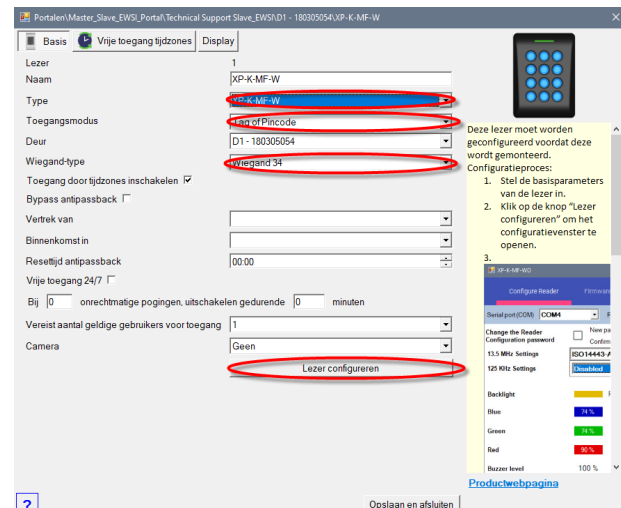 Portalen\Master_Slave_EWSI_Portal\Technical Support Slave_EWSI\D1 - 180305054\XP-K-MF-W
Basis Vrije toegang tijdzones Display
Lezer 1
Naam XP-K-MF-W
Type XP-K-MF-W
Toegangsmodus Tag of Pincode
Deur D1 - 180305054
Wiegand-type Wiegand 34
Toegang door tijdzones inschakelen
Bypass antipassback
Vertrek van
Binnenkomst in
Resettijd antipassback 00:00
Vrije toegang 24/7
Bij 0 onrechtmatige pogingen, uitschakelen gedurende 0 minuten
Vereist aantal geldige gebruikers voor toegang 1
Camera Geen
Lezer configureren
Deze lezer moet worden
geconfigureerd voordat deze
wordt gemonteerd.
Configuratieproces:
1. Stel de basisparameters
van de lezer in.
2. Klik op de knop "Lezer
configureren" om het
configuratievenster te
openen.
3.
XP-K-MF-WO
Configure Reader Firmware
Serial port (COM) COM4
Change the Reader
Configuration password
New pa
Confirm
13.5 MHz Settings ISO14443-A
125 KHz Settings Disabled
Backlight
Blue 74 %
Green 74 %
Red 90 %
Buzzer level 100 %
Productwebpagina
? Opslaan en afsluiten